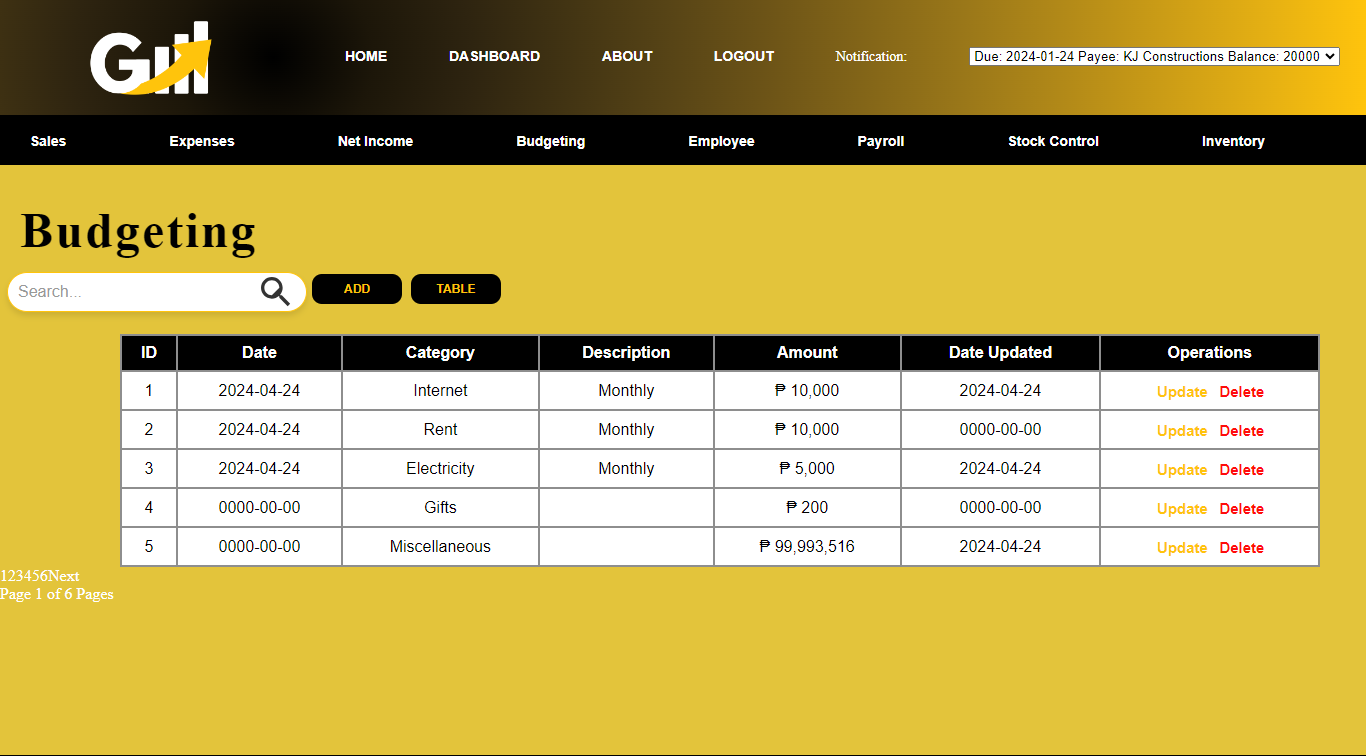 Gill HOME DASHBOARD ABOUT LOGOUT Notification: Due: 2024-01-24 Payee: KJ Constructions Balance: 20000
Sales Expenses Net Income Budgeting Employee Payroll Stock Control Inventory
Budgeting
Search... ADD TABLE
ID Date Category Description Amount Date Updated Operations
1 2024-04-24 Internet Monthly ₱ 10,000 2024-04-24 Update Delete
2 2024-04-24 Rent Monthly ₱ 10,000 0000-00-00 Update Delete
3 2024-04-24 Electricity Monthly ₱ 5,000 2024-04-24 Update Delete
4 0000-00-00 Gifts ₱ 200 0000-00-00 Update Delete
5 0000-00-00 Miscellaneous ₱ 99,993,516 2024-04-24 Update Delete
123456Next
Page 1 of 6 Pages